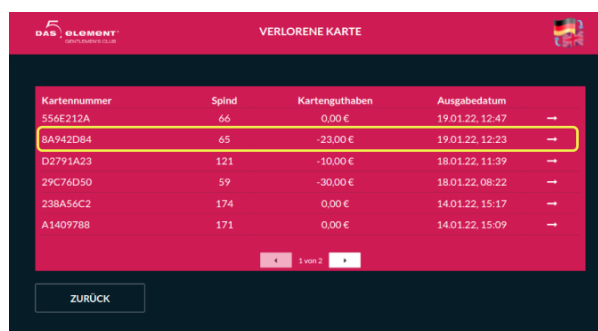 DAS 5. ELEMENT
GENTLEMEN'S CLUB
VERLORENE KARTE
Kartennummer Spind Kartenguthaben Ausgabedatum
556E212A 66 0,00 € 19.01.22, 12:47 →
8A942D84 65 -23,00 € 19.01.22, 12:23 →
D2791A23 121 -10,00 € 18.01.22, 11:39 →
29C76D50 59 -30,00 € 18.01.22, 08:22 →
238A56C2 174 0,00 € 14.01.22, 15:17 →
A1409788 171 0,00 € 14.01.22, 15:09 →
1 von 2
ZURÜCK